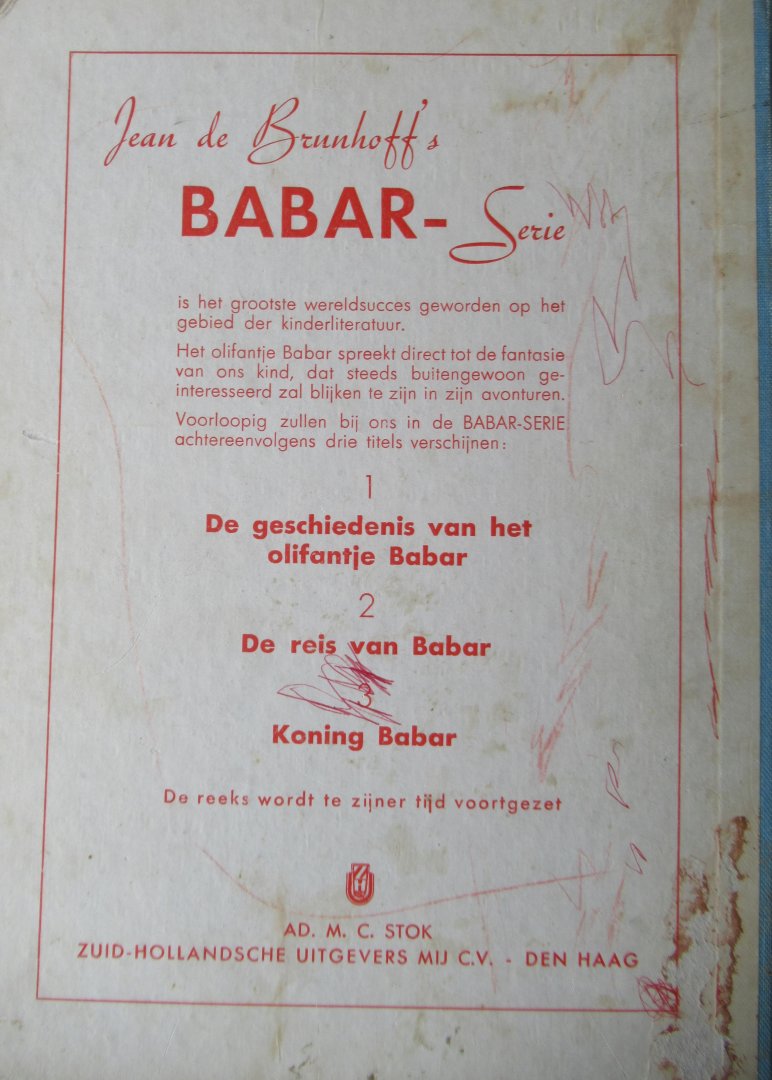 Jean de Brunhoff's
BABAR- Serie
is het grootste wereldsucces geworden op het
gebied der kinderliteratuur.
Het olifantje Babar spreekt direct tot de fantasie
van ons kind, dat steeds buitengewoon ge-
interesseerd zal blijken te zijn in zijn avonturen.
Voorloopig zullen bij ons in de BABAR-SERIE
achtereenvolgens drie titels verschijnen:
1
De geschiedenis van het
olifantje Babar
2
De reis van Babar
3
Koning Babar
De reeks wordt te zijner tijd voortgezet
AD. M. C. STOK
ZUID-HOLLANDSCHE UITGEVERS MIJ C.V. - DEN HAAG